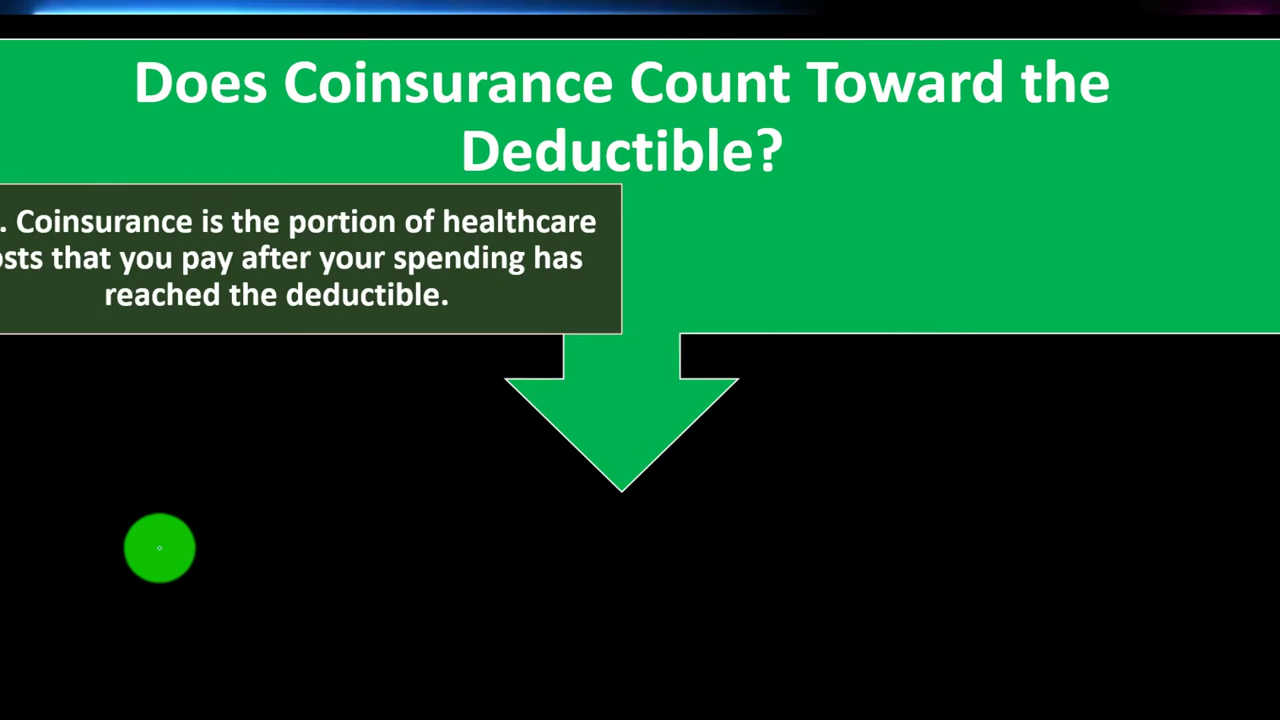 Does Coinsurance Count Toward the
Deductible?
. Coinsurance is the portion of healthcare
that you pay after your spending has
reached the deductible.